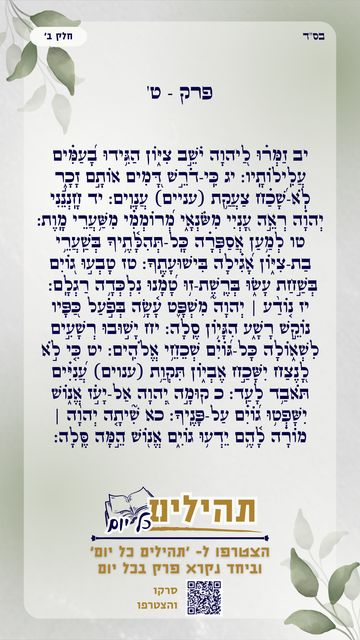 בס״ד
חלק ב'
פרק - ט'
יב זַמְּרוּ לַיהוָה יֹשֵׁב צִיּוֹן הַגִּידוּ בָעַמִּים
עֲלִילוֹתָיו: יג כִּי-דֹרֵשׁ דָּמִים אוֹתָם זָכָר
לֹא-שָׁכַח צַעֲקַת (עניים) עֲנָוִים: יד חָנְנֵנִי
יְהוָה רְאֵה עָנְיִי מִשֹּׂנְאָי מְרוֹמְמִי מִשַּׁעֲרֵי מָוֶת:
טו לְמַעַן אֲסַפְּרָה כָּל-תְּהִלָּתֶיךָ בְּשַׁעֲרֵי
בַת-צִיּוֹן אָגִילָה בִּישׁוּעָתֶךָ: טז טָבְעוּ גוֹיִם
בְּשַׁחַת עָשׂוּ בְּרֶשֶׁת-זוּ טָמָנוּ נִלְכְּדָה רַגְלָם:
יז נוֹדַע | יְהוָה מִשְׁפָּט עָשָׂה בְּפֹעַל כַּפָּיו
נוֹקֵשׁ רָשָׁע הִגָּיוֹן סֶלָה: יח יָשׁוּבוּ רְשָׁעִים
לִשְׁאוֹלָה כָּל-גּוֹיִם שְׁכֵחֵי אֱלֹהִים: יט כִּי לֹא
לָנֶצַח יִשָּׁכַח אֶבְיוֹן תִּקְוַת (ענוים) עֲנִיִּים
תֹּאבַד לָעַד: כ קוּמָה יְהוָה אַל-יָעֹז אֱנוֹשׁ
יִשָּׁפְטוּ גוֹיִם עַל-פָּנֶיךָ: כא שִׁיתָה יְהוָה |
מוֹרָה לָהֶם יֵדְעוּ גוֹיִם אֱנוֹשׁ הֵמָּה סֶּלָה:
תהילים
כל יום
הצטרפו ל- 'תהילים כל יום'
וביחד נקרא פרק בכל יום
סרקו
והצטרפו